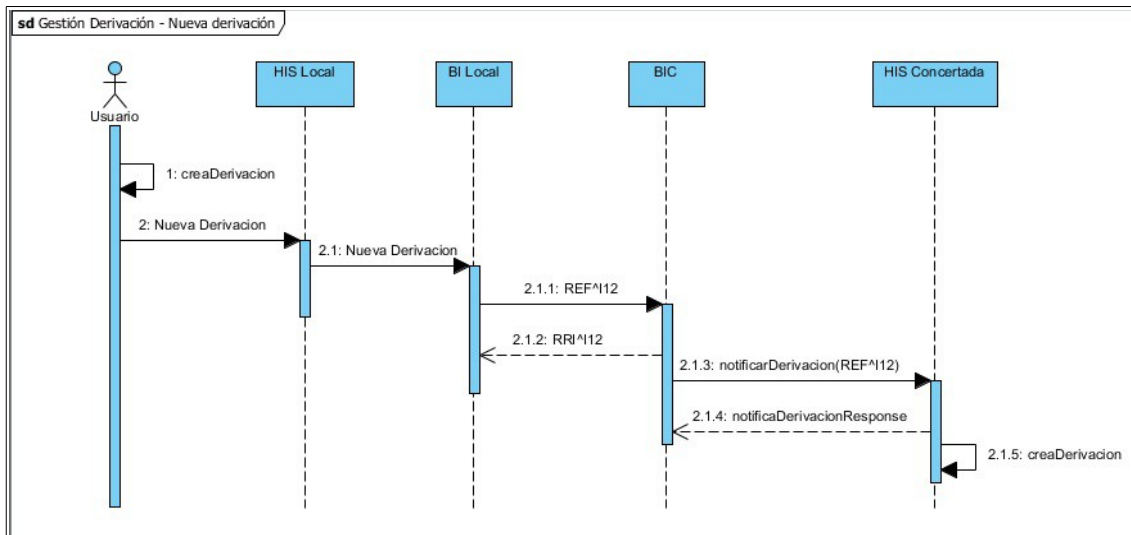 sd Gestión Derivación - Nueva derivación
Usuario
HIS Local
BI Local
BIC
HIS Concertada
1: creaDerivacion
2: Nueva Derivacion
2.1: Nueva Derivacion
2.1.1: REF^I12
2.1.2: RRI^I12
2.1.3: notificarDerivacion(REF^I12)
2.1.4: notificaDerivacionResponse
2.1.5: creaDerivacion